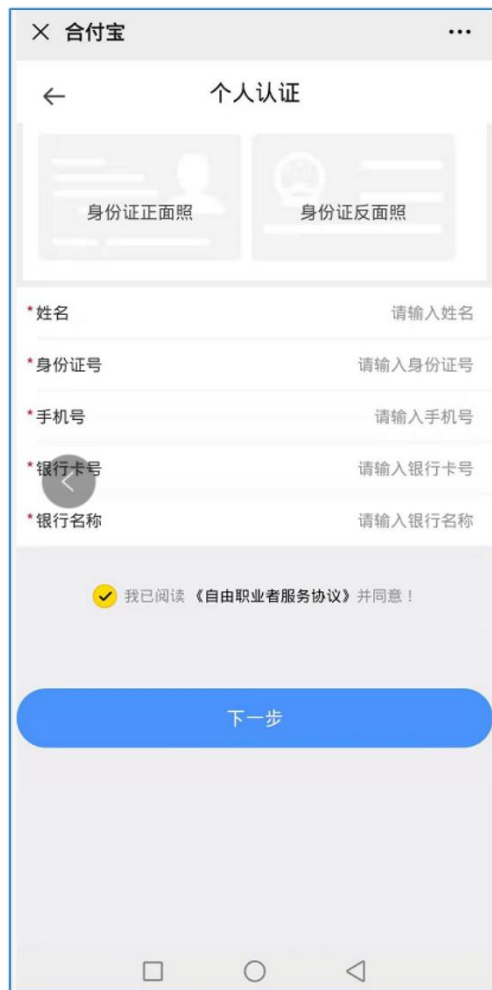 合付宝
个人认证
身份证正面照 身份证反面照
*姓名 请输入姓名
*身份证号 请输入身份证号
*手机号 请输入手机号
*银行卡号 请输入银行卡号
*银行名称 请输入银行名称
我已阅读《自由职业者服务协议》并同意！
下一步